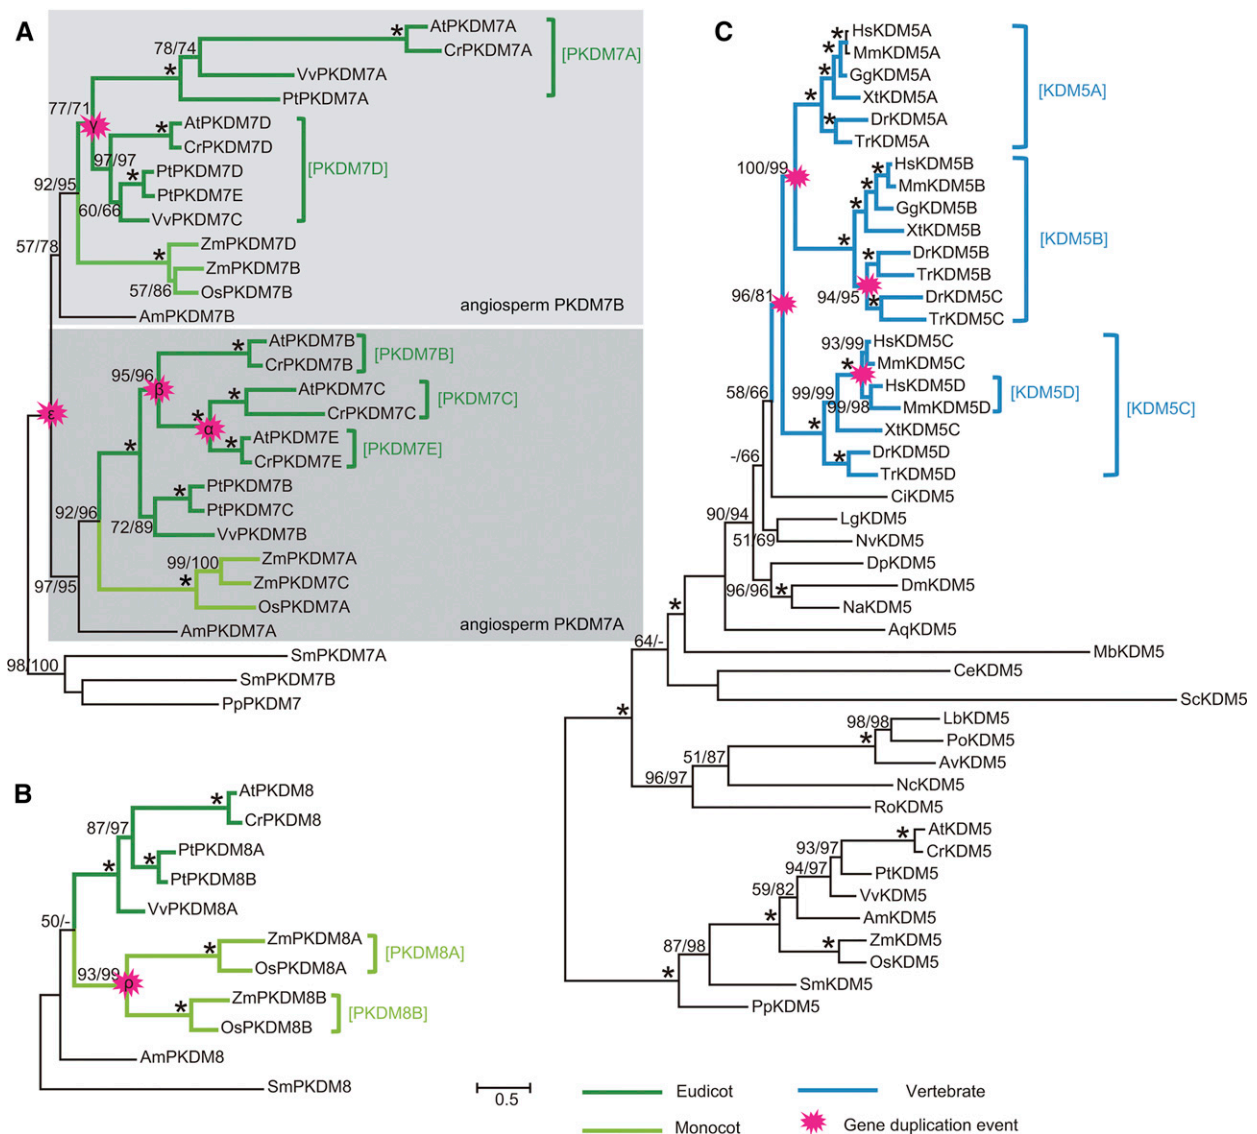 A
AtPKDM7A
CrPKDM7A
[PKDM7A]
78/74
*
*
VvPKDM7A
PtPKDM7A
77/71
γ
AtPKDM7D
*
CrPKDM7D
97/97
PtPKDM7D
[PKDM7D]
*
PtPKDM7E
92/95
60/66
VvPKDM7C
ZmPKDM7D
57/78
*
ZmPKDM7B
57/86
OsPKDM7B
angiosperm PKDM7B
AmPKDM7B
AtPKDM7B
*
[PKDM7B]
CrPKDM7B
95/96
β
AtPKDM7C
*
[PKDM7C]
CrPKDM7C
ε
*
α
AtPKDM7E
*
[PKDM7E]
*
CrPKDM7E
PtPKDM7B
*
PtPKDM7C
92/96
72/89
VvPKDM7B
99/100
ZmPKDM7A
*
ZmPKDM7C
97/95
OsPKDM7A
angiosperm PKDM7A
AmPKDM7A
SmPKDM7A
98/100
SmPKDM7B
PpPKDM7
B
AtPKDM8
*
CrPKDM8
87/97
PtPKDM8A
*
*
PtPKDM8B
VvPKDM8A
50/-
ZmPKDM8A
*
[PKDM8A]
OsPKDM8A
93/99
ρ
ZmPKDM8B
*
[PKDM8B]
OsPKDM8B
AmPKDM8
SmPKDM8
C
HsKDM5A
*
*
MmKDM5A
*
GgKDM5A
[KDM5A]
*
XtKDM5A
*
DrKDM5A
TrKDM5A
100/99
HsKDM5B
*
*
MmKDM5B
*
GgKDM5B
*
XtKDM5B
[KDM5B]
*
DrKDM5B
TrKDM5B
96/81
94/95
*
DrKDM5C
TrKDM5C
93/99
HsKDM5C
*
MmKDM5C
58/66
99/99
HsKDM5D
[KDM5D]
99/98
MmKDM5D
[KDM5C]
*
XtKDM5C
-/66
*
DrKDM5D
TrKDM5D
CiKDM5
90/94
LgKDM5
51/69
NvKDM5
DpKDM5
96/96
*
DmKDM5
*
NaKDM5
AqKDM5
64/-
MbKDM5
CeKDM5
ScKDM5
*
98/98
LbKDM5
*
PoKDM5
51/87
AvKDM5
96/97
NcKDM5
RoKDM5
AtKDM5
*
93/97
CrKDM5
94/97
PtKDM5
59/82
VvKDM5
*
AmKDM5
ZmKDM5
*
87/98
OsKDM5
*
SmKDM5
PpKDM5
0.5
Eudicot
Vertebrate
Monocot
Gene duplication event